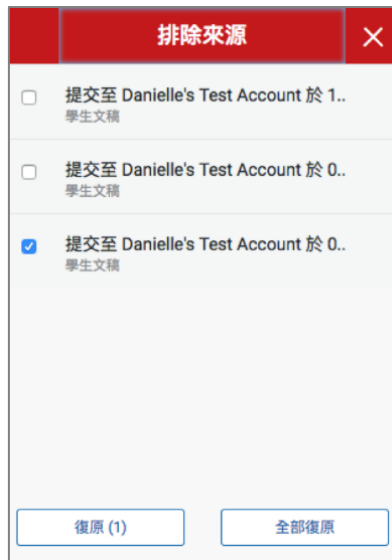 排除來源
提交至 Danielle's Test Account 於 1..
學生文稿
提交至 Danielle's Test Account 於 0..
學生文稿
提交至 Danielle's Test Account 於 0..
學生文稿
復原 (1)
全部復原